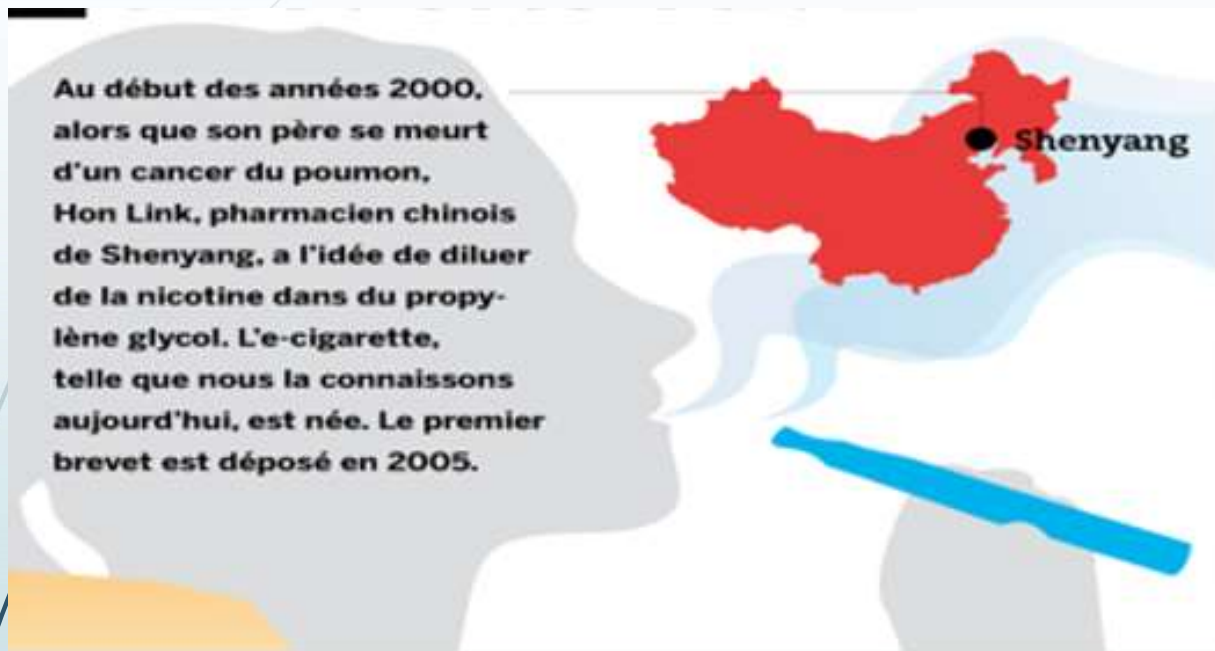 Au début des années 2000,
alors que son père se meurt
d'un cancer du poumon,
Hon Link, pharmacien chinois
de Shenyang, a l'idée de diluer
de la nicotine dans du propy-
lène glycol. L'e-cigarette,
telle que nous la connaissons
aujourd'hui, est née. Le premier
brevet est déposé en 2005.
Shenyang